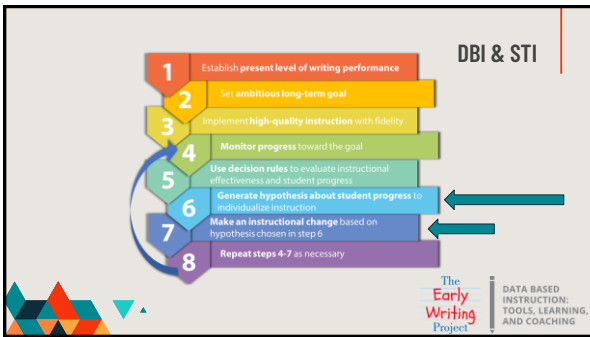 DBI & STI
1
Establish present level of writing performance
2
Set ambitious long-term goal
3
Implement high-quality instruction with fidelity
4
Monitor progress toward the goal
5
Use decision rules to evaluate instructional
effectiveness and student progress
6
Generate hypothesis about student progress to
individualize instruction
7
Make an instructional change based on
hypothesis chosen in step 6
8
Repeat steps 4-7 as necessary
The
Early
Writing
Project
DATA BASED
INSTRUCTION:
TOOLS, LEARNING,
AND COACHING